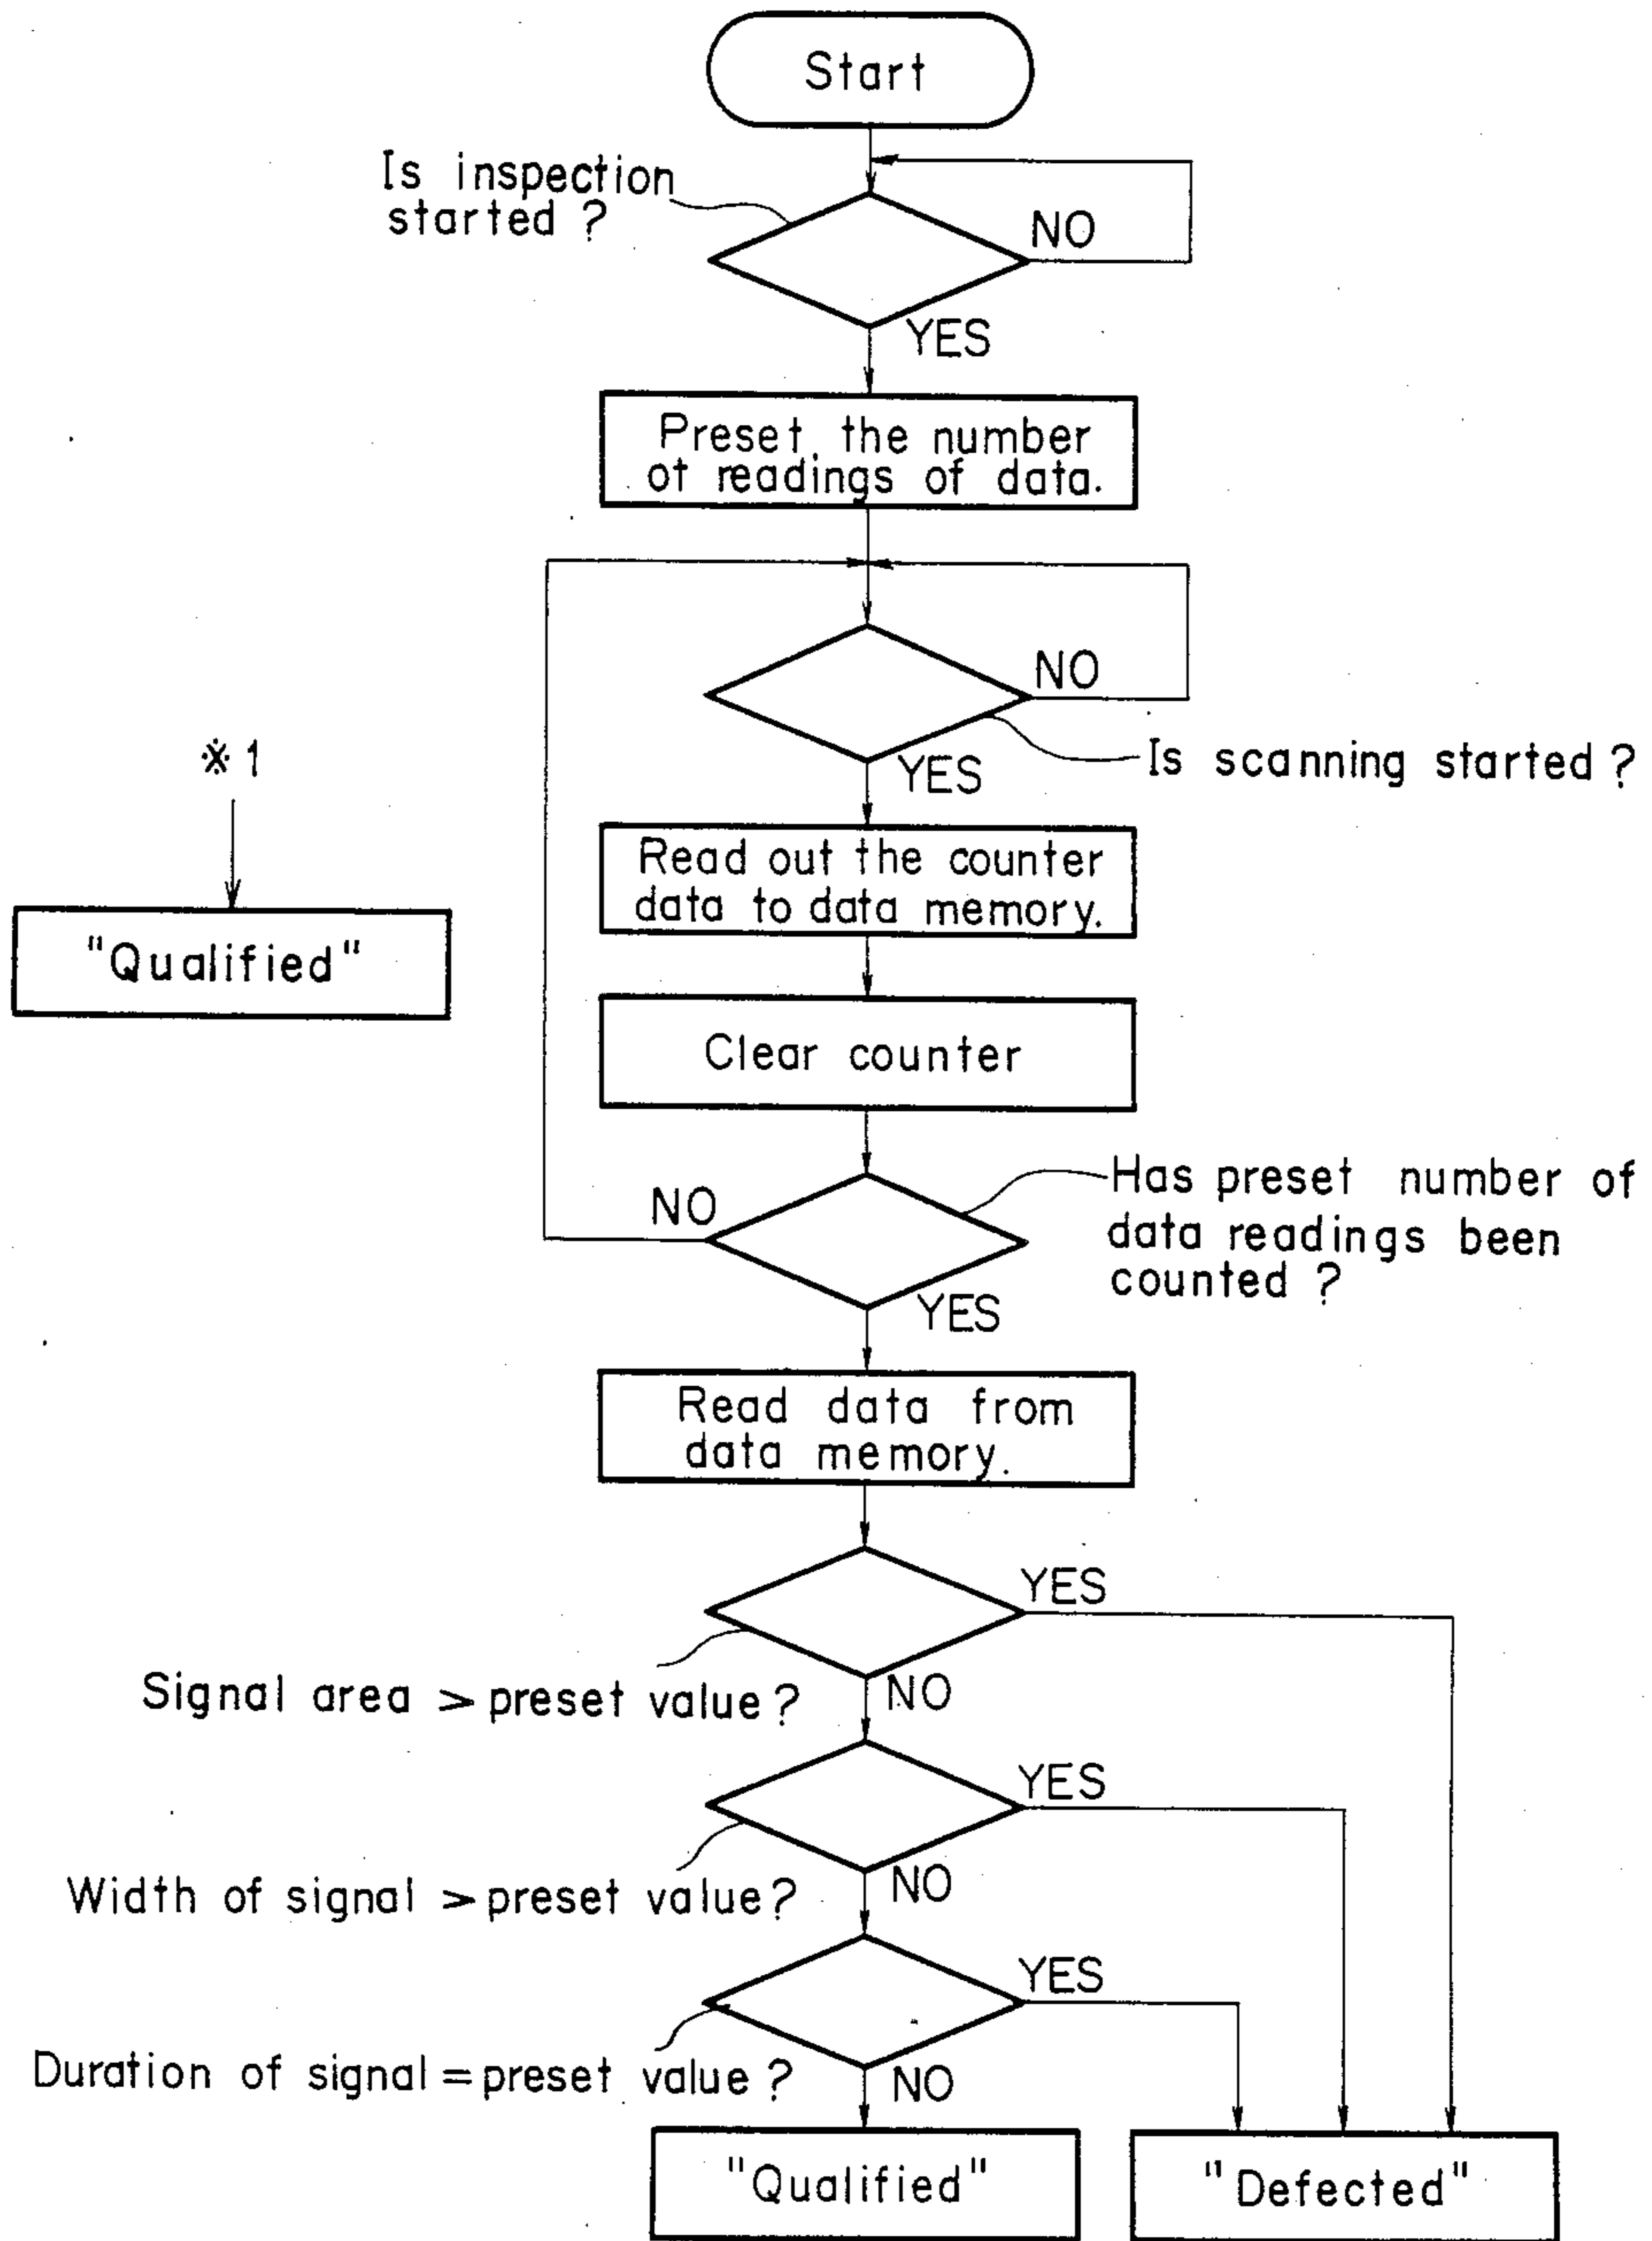 Start
Is inspection
started ?
NO
YES
Preset the number
ot readings of data.
NO
Is scanning started ?
YES
※1
"Qualified"
Read out the counter
data to data memory.
Clear counter
Has preset number of
data readings been
counted ?
NO
YES
Read data from
data memory.
YES
Signal area > preset value ?
NO
YES
Width of signal > preset value ?
NO
YES
Duration of signal = preset value ?
NO
"Qualified"
"Defected"